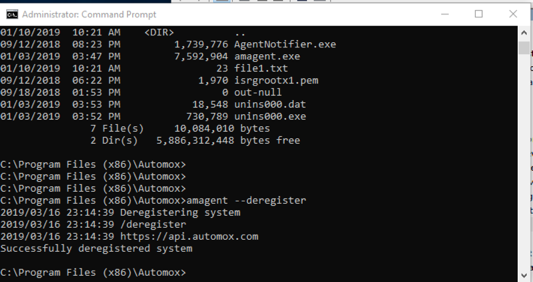 Administrator: Command Prompt
01/10/2019  10:21 AM    <DIR>          ..
09/12/2018  08:23 PM         1,739,776 AgentNotifier.exe
01/03/2019  03:47 PM         7,592,904 amagent.exe
01/10/2019  10:21 AM                23 file1.txt
09/12/2018  06:22 PM             1,970 isrgrootx1.pem
09/18/2018  01:53 PM                 0 out-null
01/03/2019  03:53 PM            18,548 unins000.dat
01/03/2019  03:52 PM           730,789 unins000.exe
7 File(s)     10,084,010 bytes
2 Dir(s)   5,886,312,448 bytes free
C:\Program Files (x86)\Automox>
C:\Program Files (x86)\Automox>
C:\Program Files (x86)\Automox>
C:\Program Files (x86)\Automox>amagent --deregister
2019/03/16 23:14:39 Deregistering system
2019/03/16 23:14:39 /deregister
2019/03/16 23:14:39 https://api.automox.com
Successfully deregistered system
C:\Program Files (x86)\Automox>